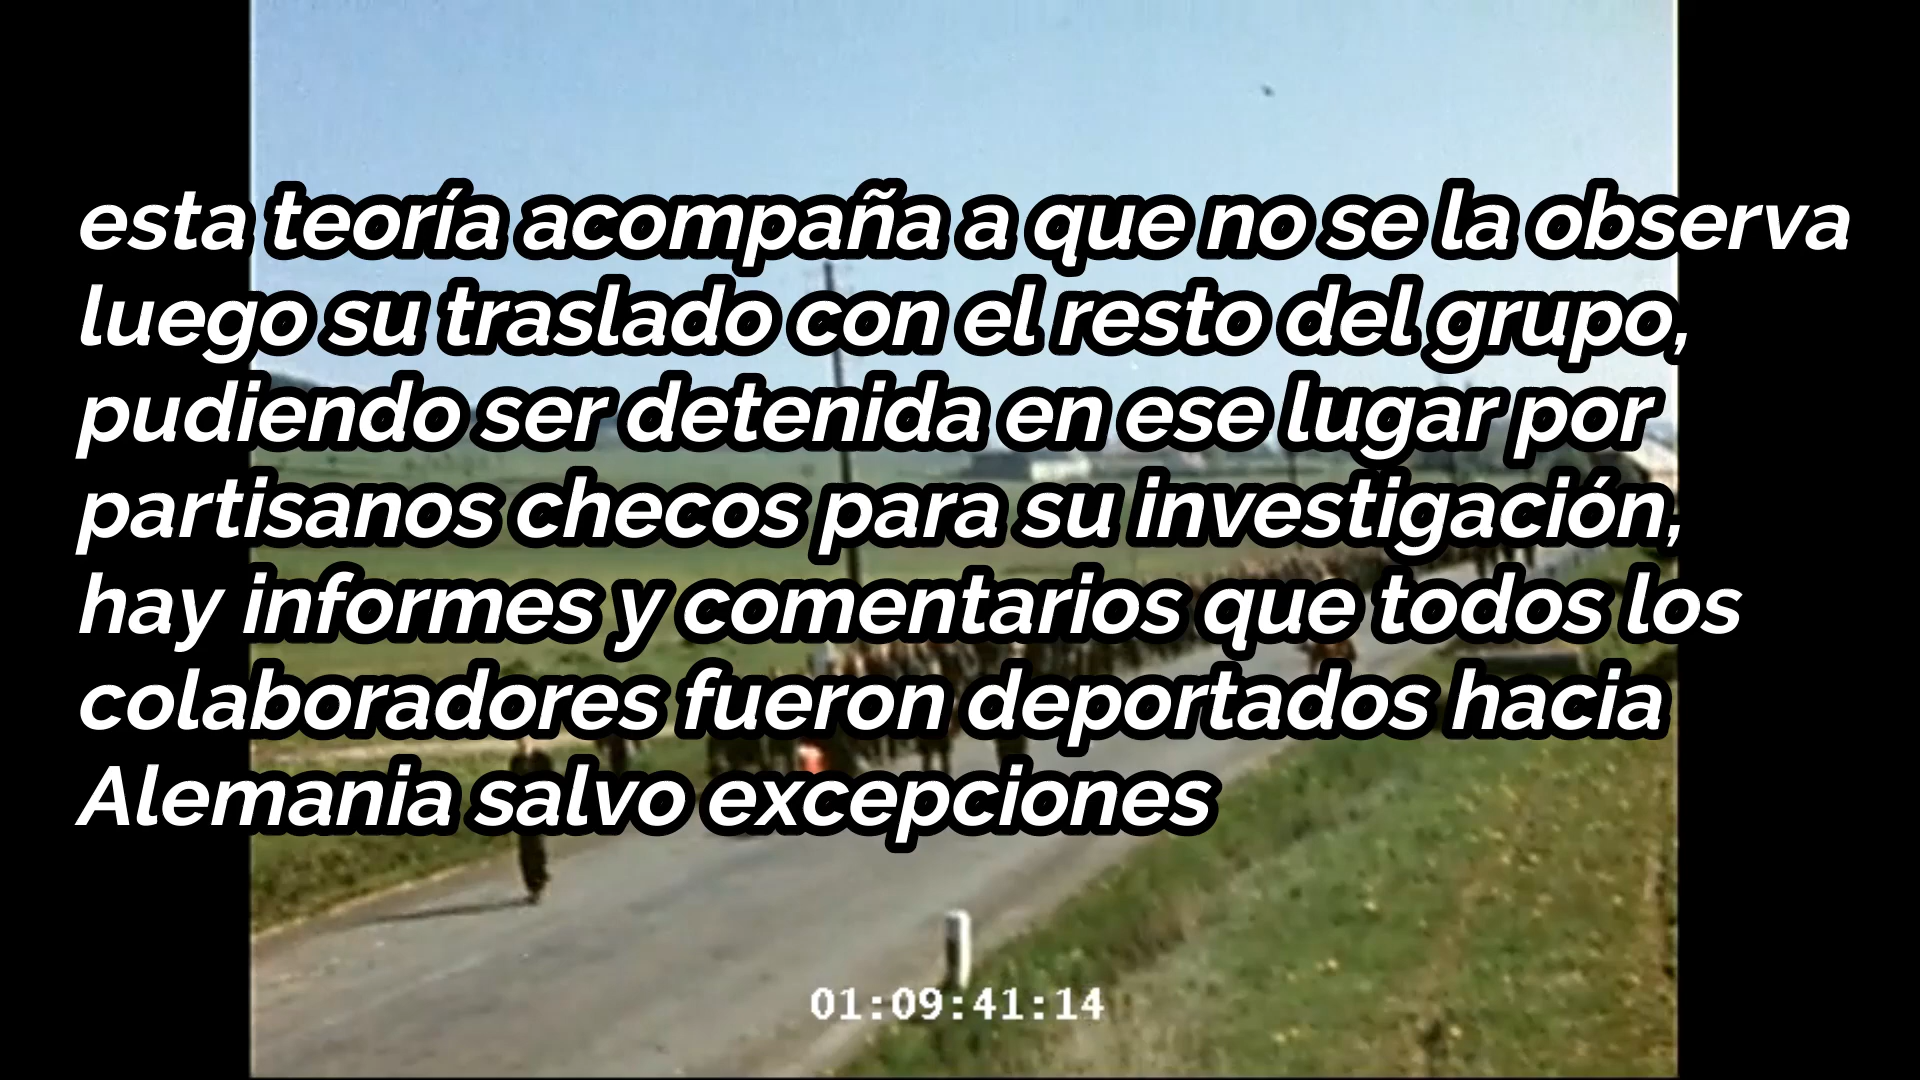 esta teoría acompaña a que no se la observa
luego su traslado con el resto del grupo,
pudiendo ser detenida en ese lugar por
partisanos checos para su investigación,
hay informes y comentarios que todos los
colaboradores fueron deportados hacia
Alemania salvo excepciones
01:09:41:14